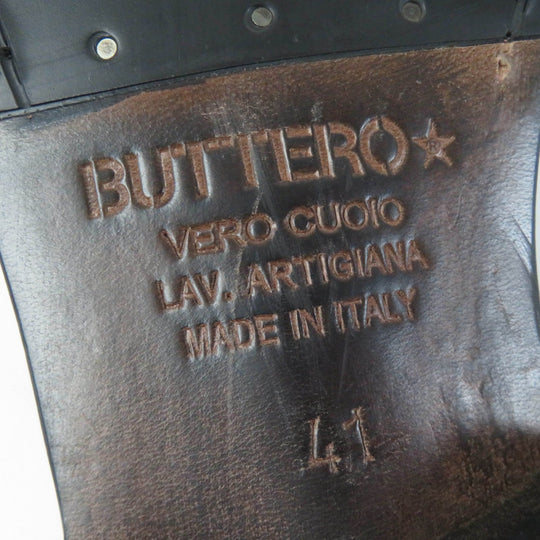 BUTTERO★
VERO CUOIO
LAV. ARTIGIANA
MADE IN ITALY
41